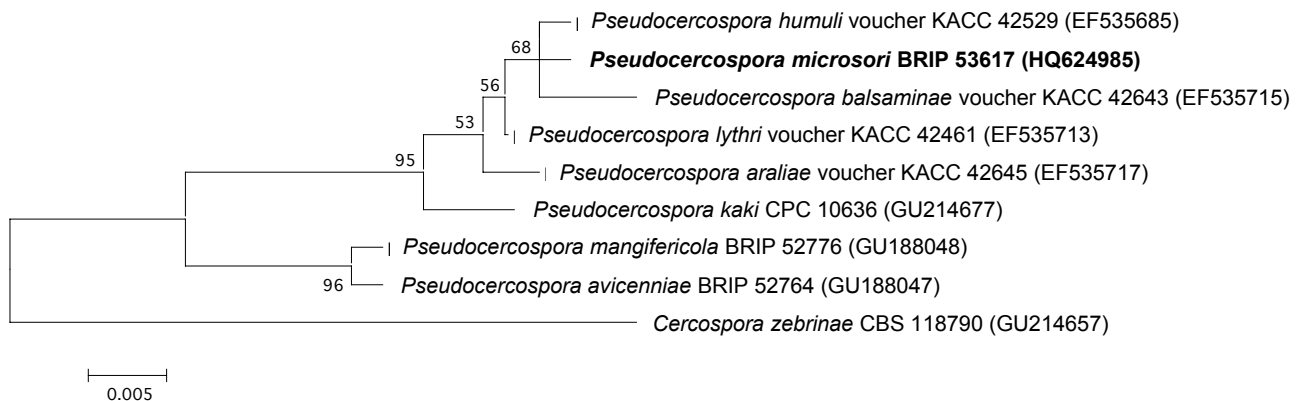 Pseudocercospora humuli voucher KACC 42529 (EF535685)
68
Pseudocercospora microsori BRIP 53617 (HQ624985)
56
Pseudocercospora balsaminae voucher KACC 42643 (EF535715)
53
Pseudocercospora lythri voucher KACC 42461 (EF535713)
95
Pseudocercospora araliae voucher KACC 42645 (EF535717)
Pseudocercospora kaki CPC 10636 (GU214677)
Pseudocercospora mangifericola BRIP 52776 (GU188048)
96
Pseudocercospora avicenniae BRIP 52764 (GU188047)
Cercospora zebrinae CBS 118790 (GU214657)
0.005